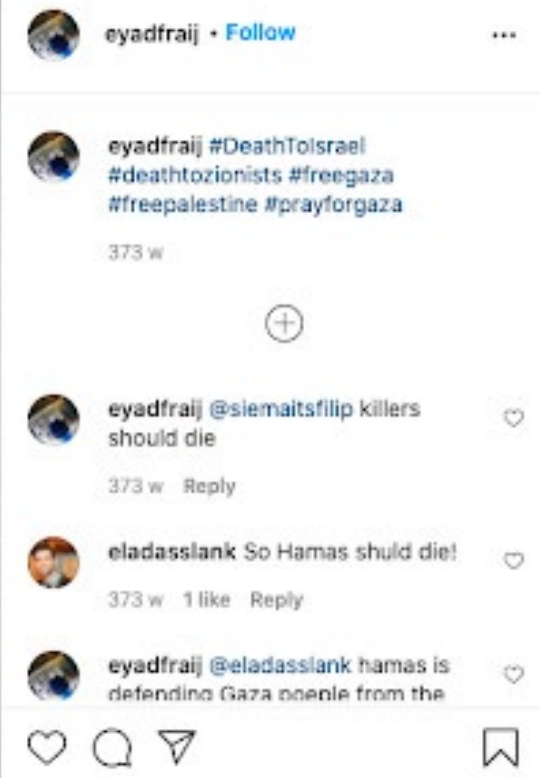 eyadfraij • Follow
eyadfraij #DeathToIsrael
#deathtozionists #freegaza
#freepalestine #prayforgaza
373 w
eyadfraij @siemaitsfilip killers
should die
373 w Reply
eladasslank So Hamas shuld die!
373 w 1 like Reply
eyadfraij @eladasslank hamas is
defending Gaza poeple from the